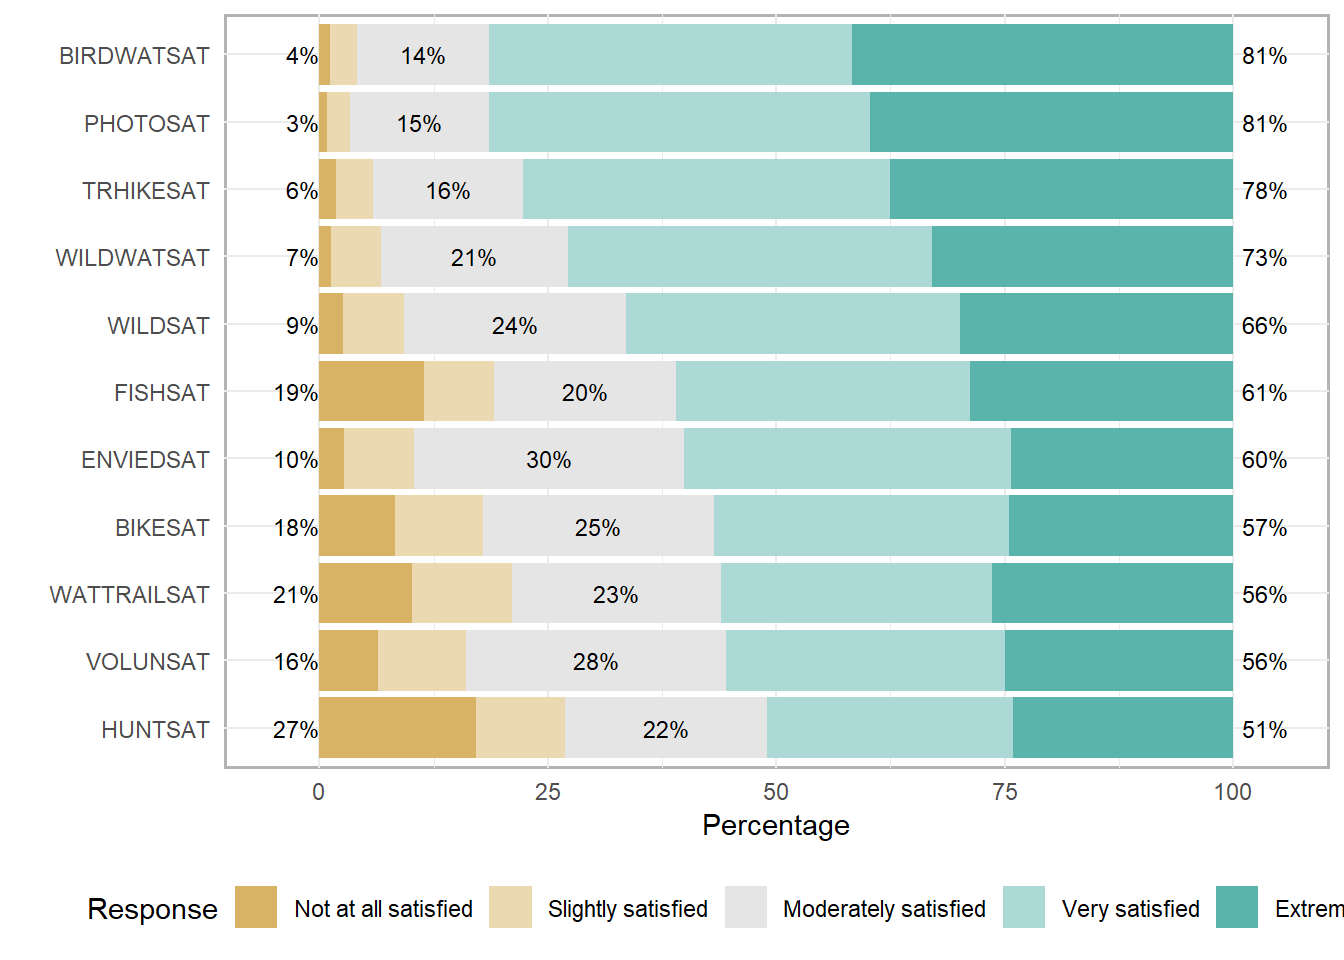 BIRDWATSAT 4% 14% 81%
PHOTOSAT 3% 15% 81%
TRHIKESAT 6% 16% 78%
WILDWATSAT 7% 21% 73%
WILDSAT 9% 24% 66%
FISHSAT 19% 20% 61%
ENVIEDSAT 10% 30% 60%
BIKESAT 18% 25% 57%
WATTRAILSAT 21% 23% 56%
VOLUNSAT 16% 28% 56%
HUNTSAT 27% 22% 51%
0 25 50 75 100
Percentage
Response Not at all satisfied Slightly satisfied Moderately satisfied Very satisfied Extrem